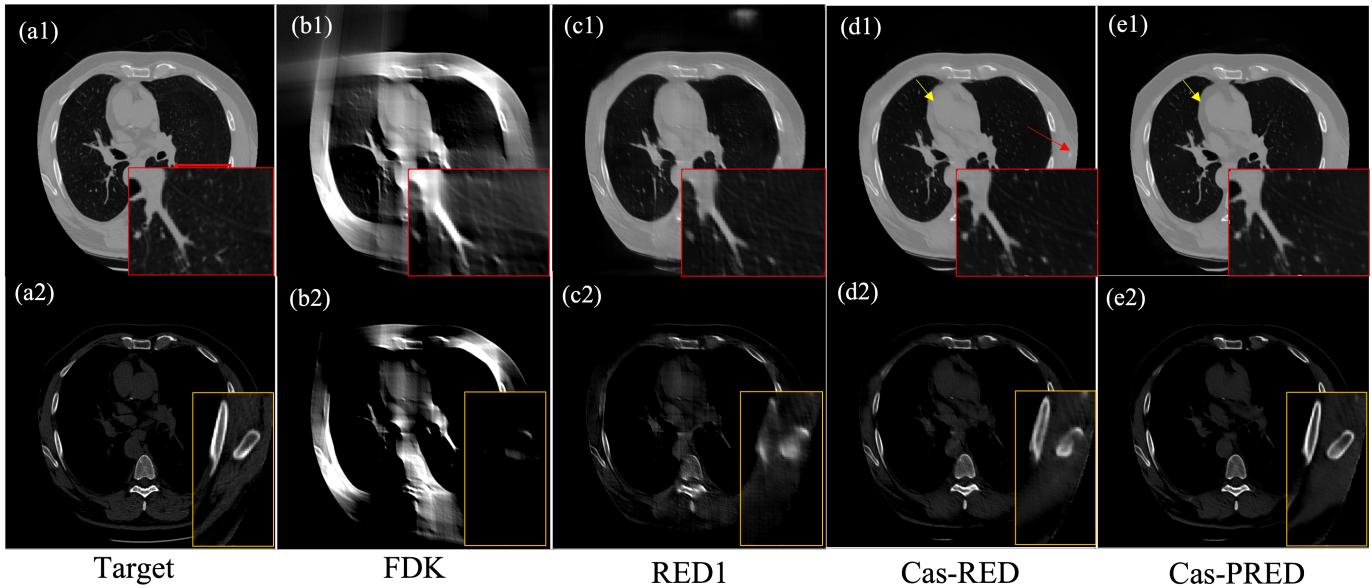 (a1) (b1) (c1) (d1) (e1)
(a2) (b2) (c2) (d2) (e2)
Target FDK RED1 Cas-RED Cas-PRED